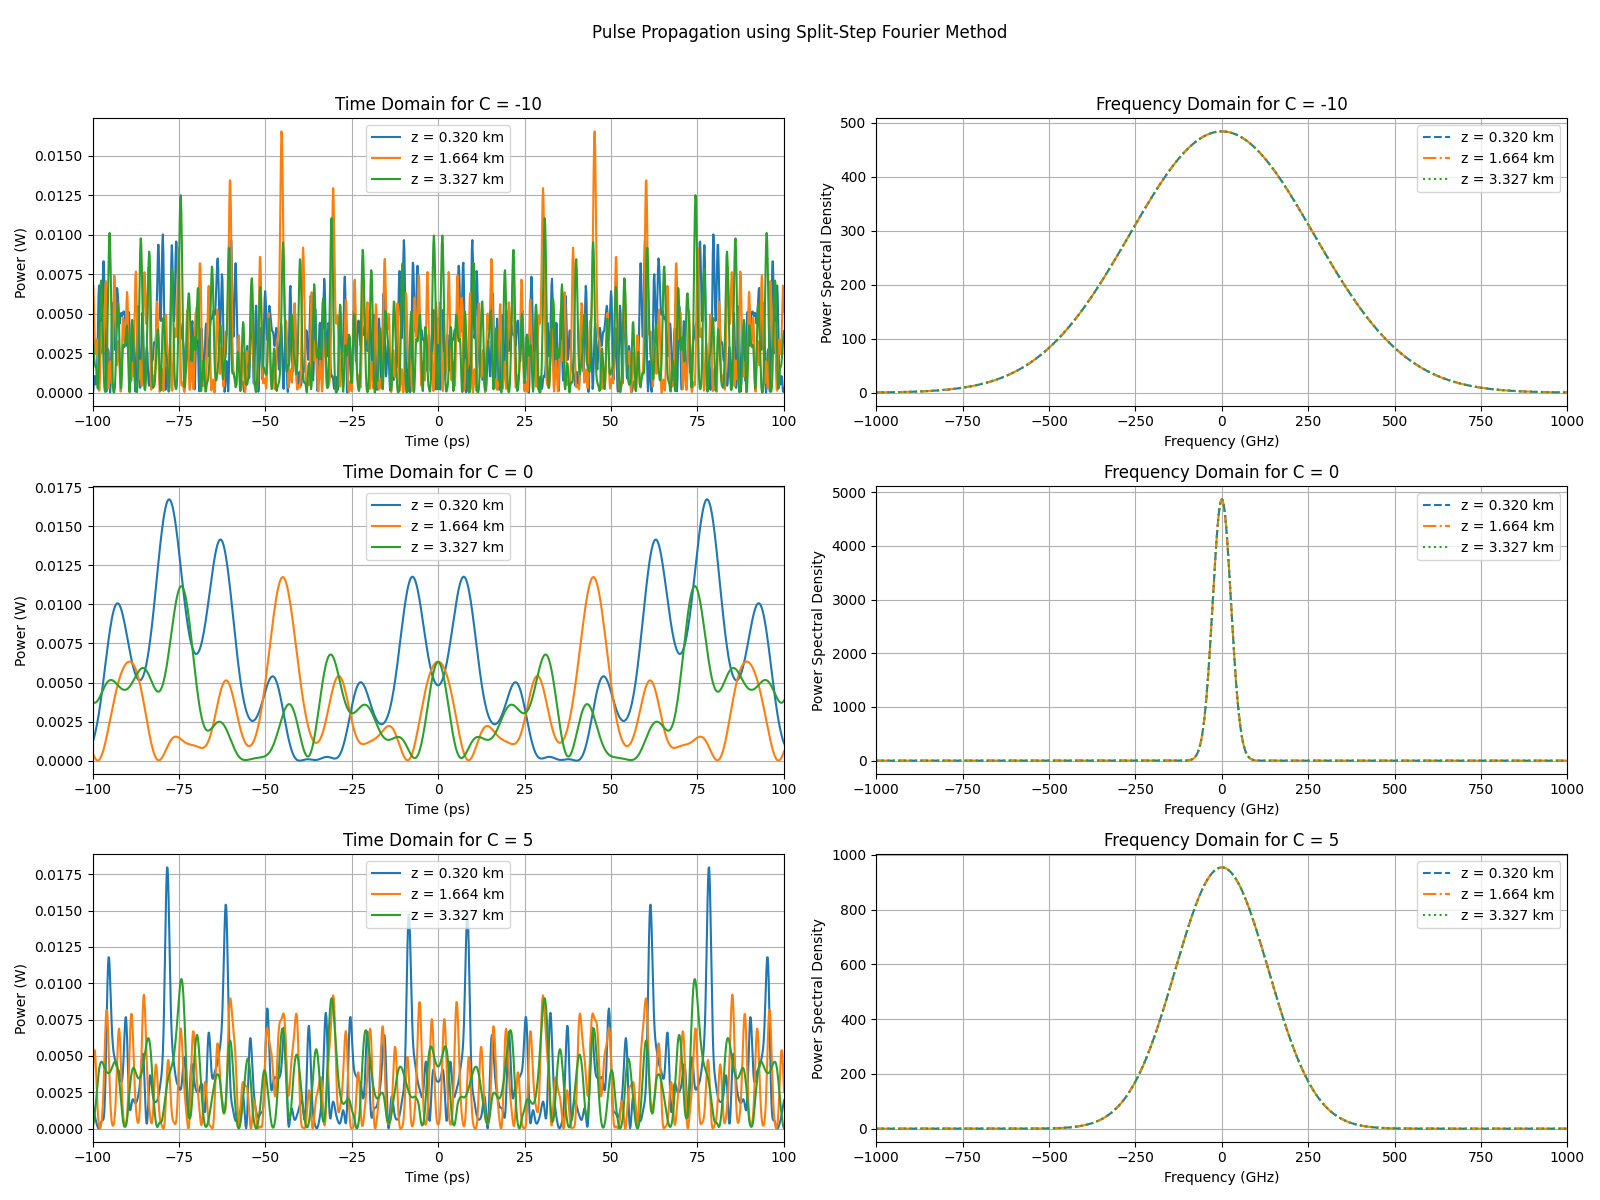 Pulse Propagation using Split-Step Fourier Method
Time Domain for C = -10
Power (W)
0.0150
0.0125
0.0100
0.0075
0.0050
0.0025
0.0000
z = 0.320 km
z = 1.664 km
z = 3.327 km
−100 −75 −50 −25 0 25 50 75 100
Time (ps)
Frequency Domain for C = -10
Power Spectral Density
500
400
300
200
100
0
z = 0.320 km
z = 1.664 km
z = 3.327 km
−1000 −750 −500 −250 0 250 500 750 1000
Frequency (GHz)
Time Domain for C = 0
Power (W)
0.0175
0.0150
0.0125
0.0100
0.0075
0.0050
0.0025
0.0000
z = 0.320 km
z = 1.664 km
z = 3.327 km
−100 −75 −50 −25 0 25 50 75 100
Time (ps)
Frequency Domain for C = 0
Power Spectral Density
5000
4000
3000
2000
1000
0
z = 0.320 km
z = 1.664 km
z = 3.327 km
−1000 −750 −500 −250 0 250 500 750 1000
Frequency (GHz)
Time Domain for C = 5
Power (W)
0.0175
0.0150
0.0125
0.0100
0.0075
0.0050
0.0025
0.0000
z = 0.320 km
z = 1.664 km
z = 3.327 km
−100 −75 −50 −25 0 25 50 75 100
Time (ps)
Frequency Domain for C = 5
Power Spectral Density
1000
800
600
400
200
0
z = 0.320 km
z = 1.664 km
z = 3.327 km
−1000 −750 −500 −250 0 250 500 750 1000
Frequency (GHz)